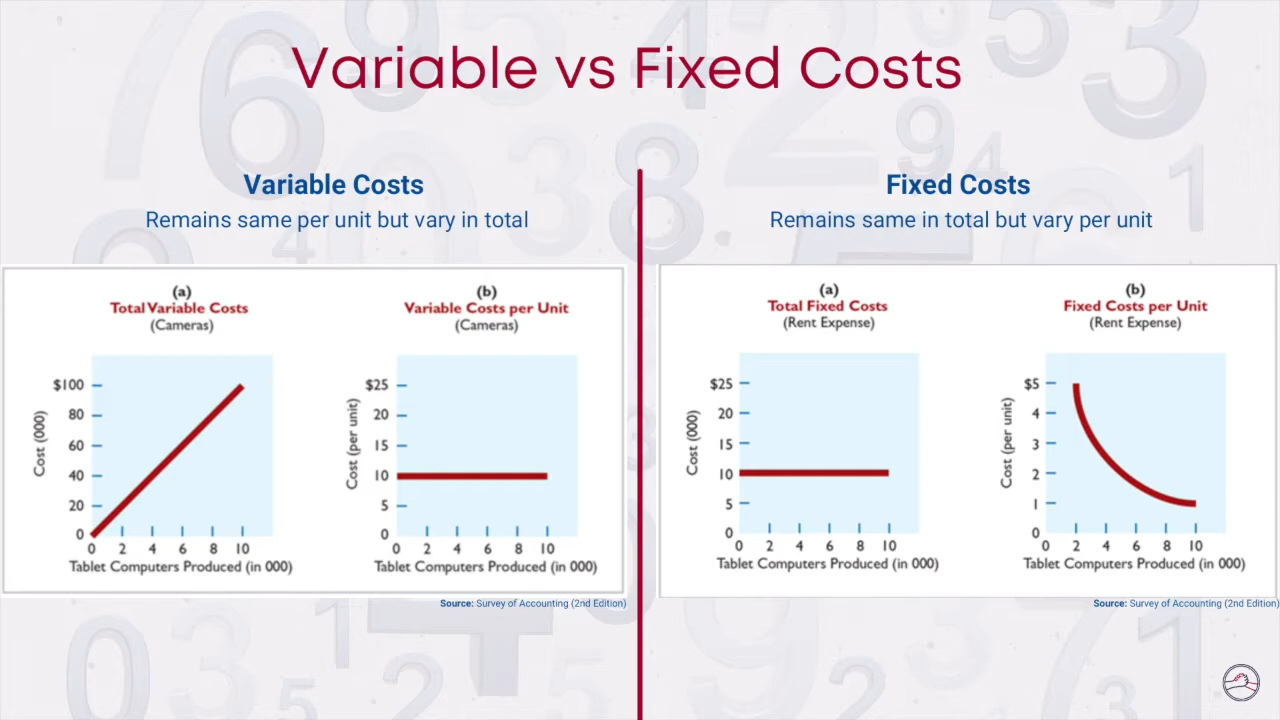 Variable vs Fixed Costs
Variable Costs
Remains same per unit but vary in total
(a)
Total Variable Costs
(Cameras)
$100
80
60
40
20
0
Cost (000)
0 2 4 6 8 10
Tablet Computers Produced (in 000)
(b)
Variable Costs per Unit
(Cameras)
$25
20
15
10
5
0
Cost (per unit)
0 2 4 6 8 10
Tablet Computers Produced (in 000)
Source: Survey of Accounting (2nd Edition)
Fixed Costs
Remains same in total but vary per unit
(a)
Total Fixed Costs
(Rent Expense)
$25
20
15
10
5
0
Cost (000)
0 2 4 6 8 10
Tablet Computers Produced (in 000)
(b)
Fixed Costs per Unit
(Rent Expense)
$5
4
3
2
1
0
Cost (per unit)
0 2 4 6 8 10
Tablet Computers Produced (in 000)
Source: Survey of Accounting (2nd Edition)